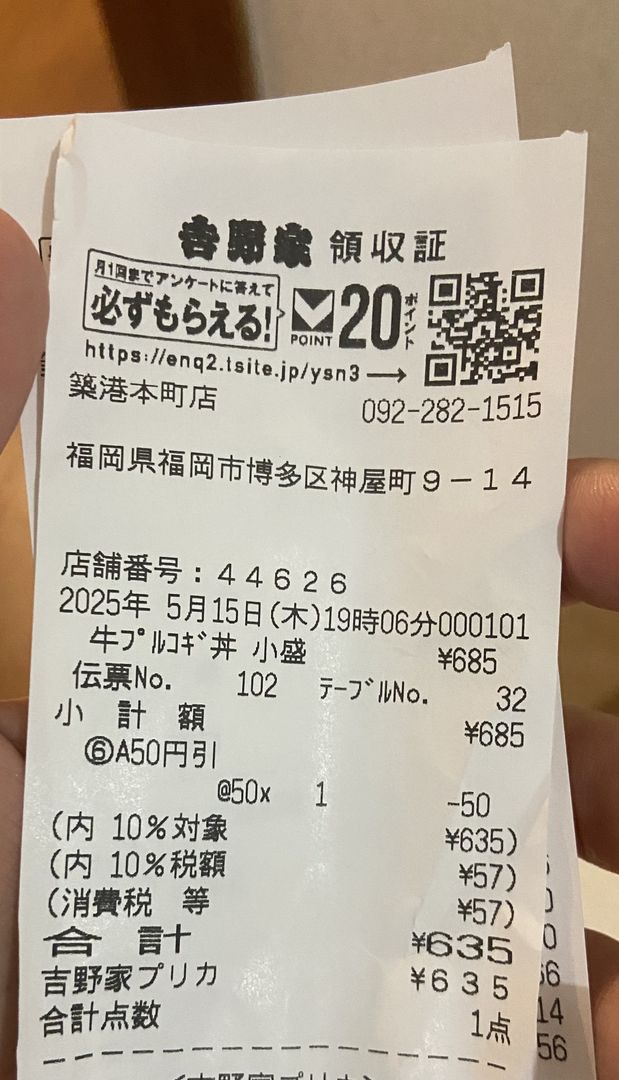 吉野家 領収証
月1回までアンケートに答えて
必ずもらえる!
POINT
20ポイント
https://enq2.tsite.jp/ysn3→
築港本町店 092-282-1515
福岡県福岡市博多区神屋町9-14
店舗番号:44626
2025年 5月15日(木)19時06分000101
牛プルコギ丼 小盛 ¥685
伝票No. 102 テーブルNo. 32
小 計 額 ¥685
⑥A50円引
@50x 1 -50
(内 10%対象 ¥635)
(内 10%税額 ¥57)
(消費税 等 ¥57)
合 計 ¥635
吉野家プリカ ¥635
合計点数 1点